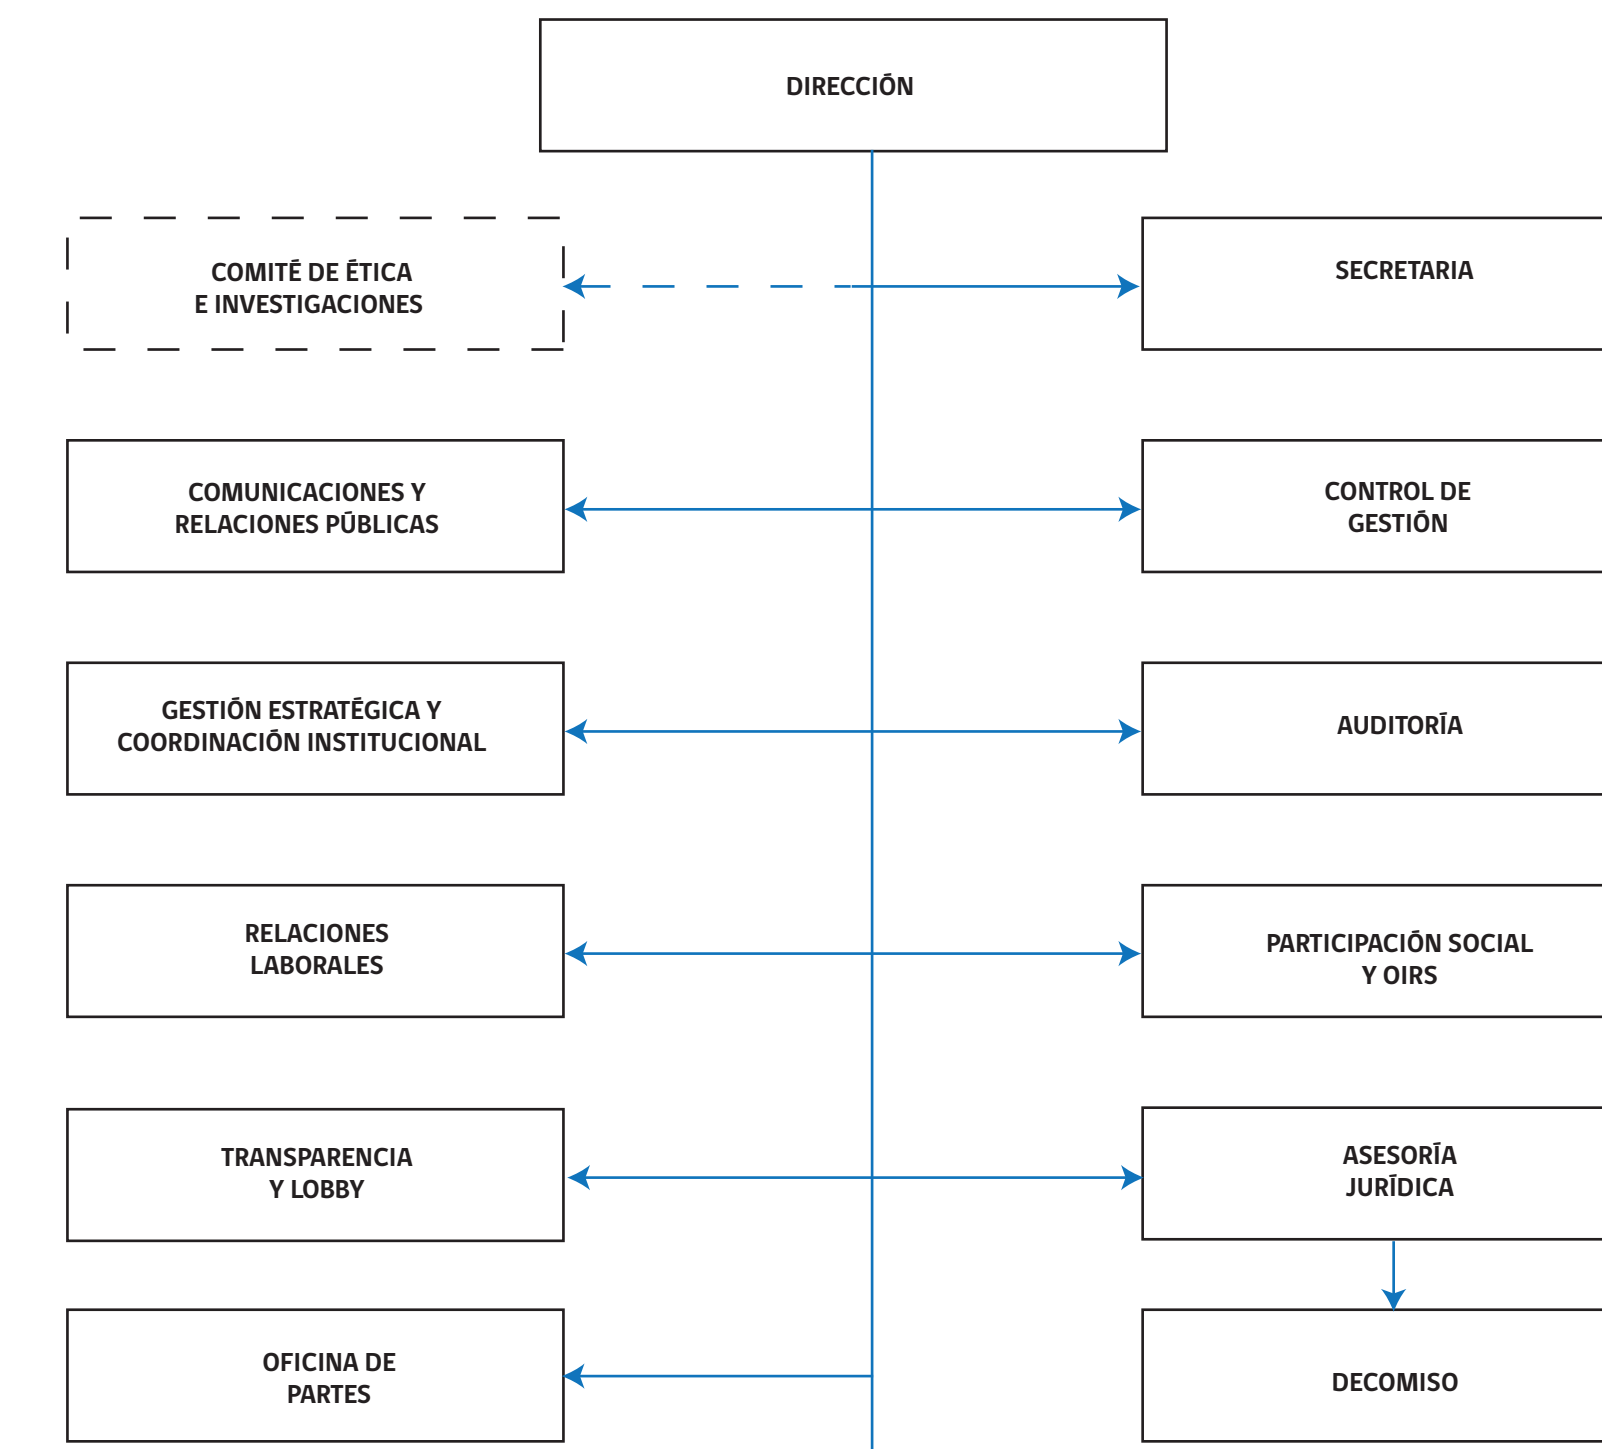 DIRECCIÓN
COMITÉ DE ÉTICA
E INVESTIGACIONES
SECRETARIA
COMUNICACIONES Y
RELACIONES PÚBLICAS
CONTROL DE
GESTIÓN
GESTIÓN ESTRATÉGICA Y
COORDINACIÓN INSTITUCIONAL
AUDITORÍA
RELACIONES
LABORALES
PARTICIPACIÓN SOCIAL
Y OIRS
TRANSPARENCIA
Y LOBBY
ASESORÍA
JURÍDICA
OFICINA DE
PARTES
DECOMISO